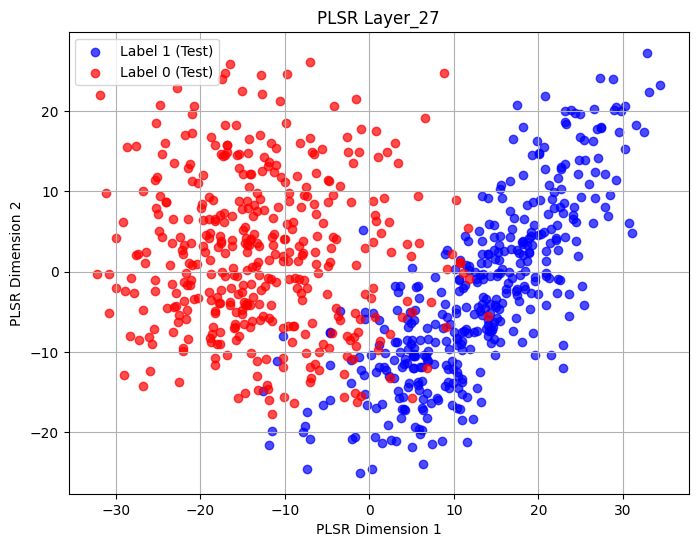 PLSR Layer_27
Label 1 (Test)
Label 0 (Test)
PLSR Dimension 2
20
10
0
−10
−20
−30
−20
−10
0
10
20
30
PLSR Dimension 1